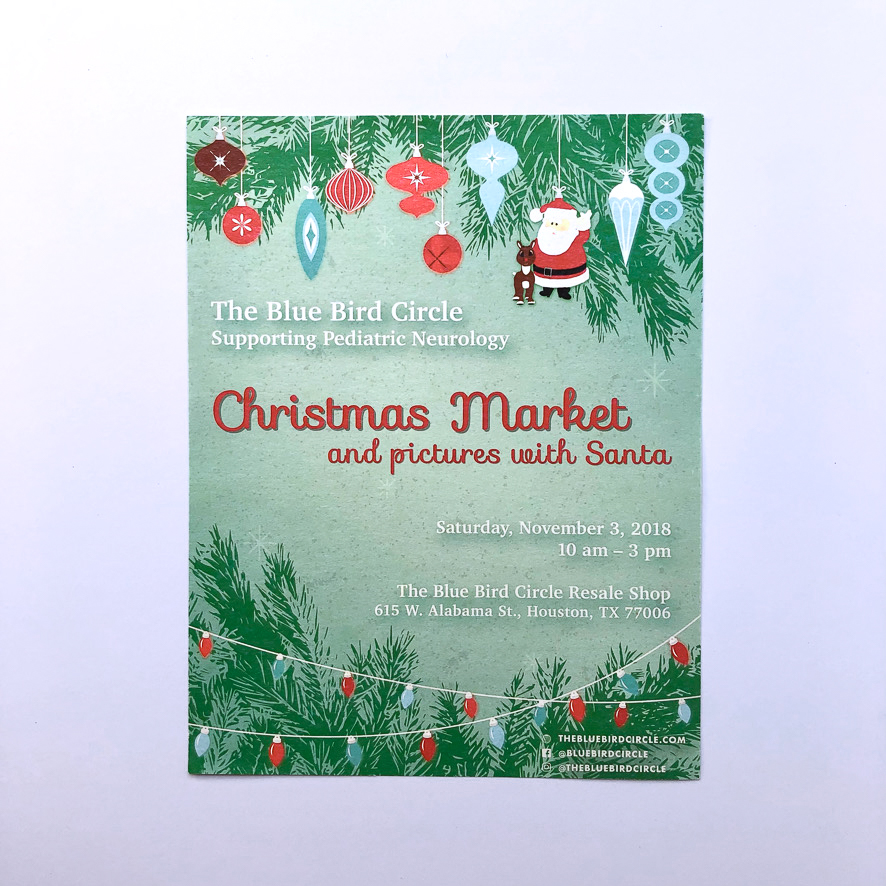 The Blue Bird Circle
Supporting Pediatric Neurology
Christmas Market
and pictures with Santa
Saturday, November 3, 2018
10 am – 3 pm
The Blue Bird Circle Resale Shop
615 W. Alabama St., Houston, TX 77006
THEBLUEBIRDCIRCLE.COM
@BLUEBIRDCIRCLE
@THEBLUEBIRDCIRCLE